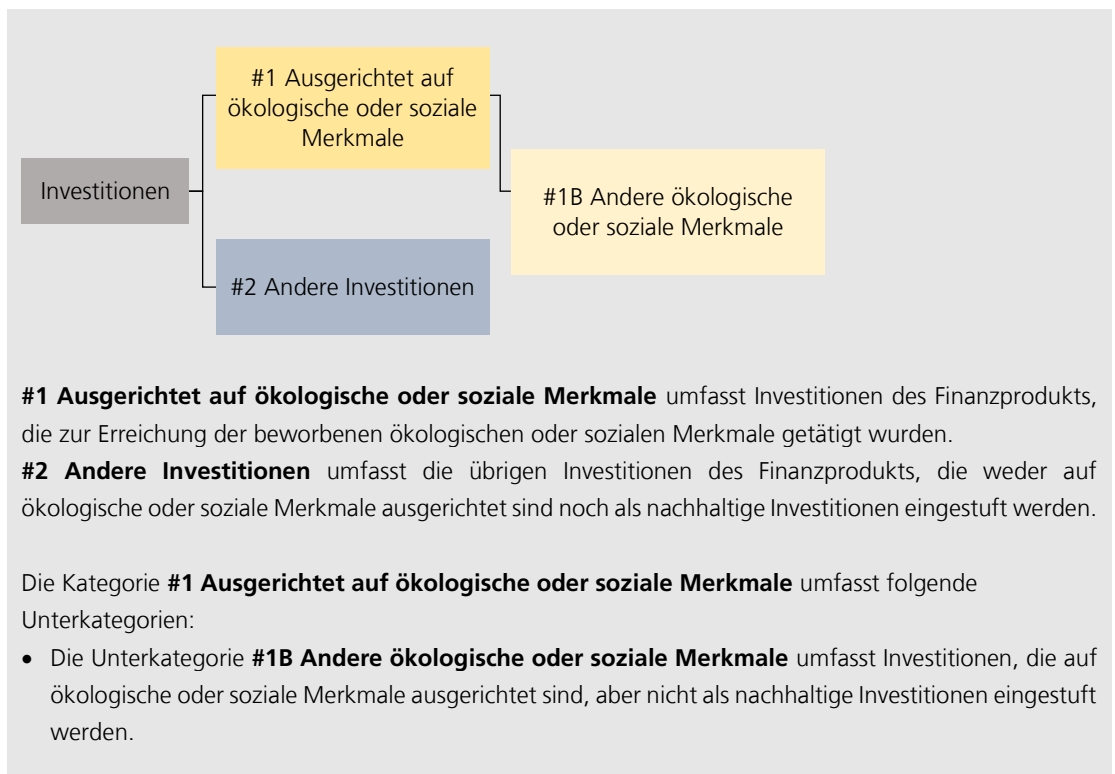 #1 Ausgerichtet auf
ökologische oder soziale
Merkmale
Investitionen
#1B Andere ökologische
oder soziale Merkmale
#2 Andere Investitionen
#1 Ausgerichtet auf ökologische oder soziale Merkmale umfasst Investitionen des Finanzprodukts,
die zur Erreichung der beworbenen ökologischen oder sozialen Merkmale getätigt wurden.
#2 Andere Investitionen umfasst die übrigen Investitionen des Finanzprodukts, die weder auf
ökologische oder soziale Merkmale ausgerichtet sind noch als nachhaltige Investitionen eingestuft werden.
Die Kategorie #1 Ausgerichtet auf ökologische oder soziale Merkmale umfasst folgende
Unterkategorien:
• Die Unterkategorie #1B Andere ökologische oder soziale Merkmale umfasst Investitionen, die auf
ökologische oder soziale Merkmale ausgerichtet sind, aber nicht als nachhaltige Investitionen eingestuft
werden.